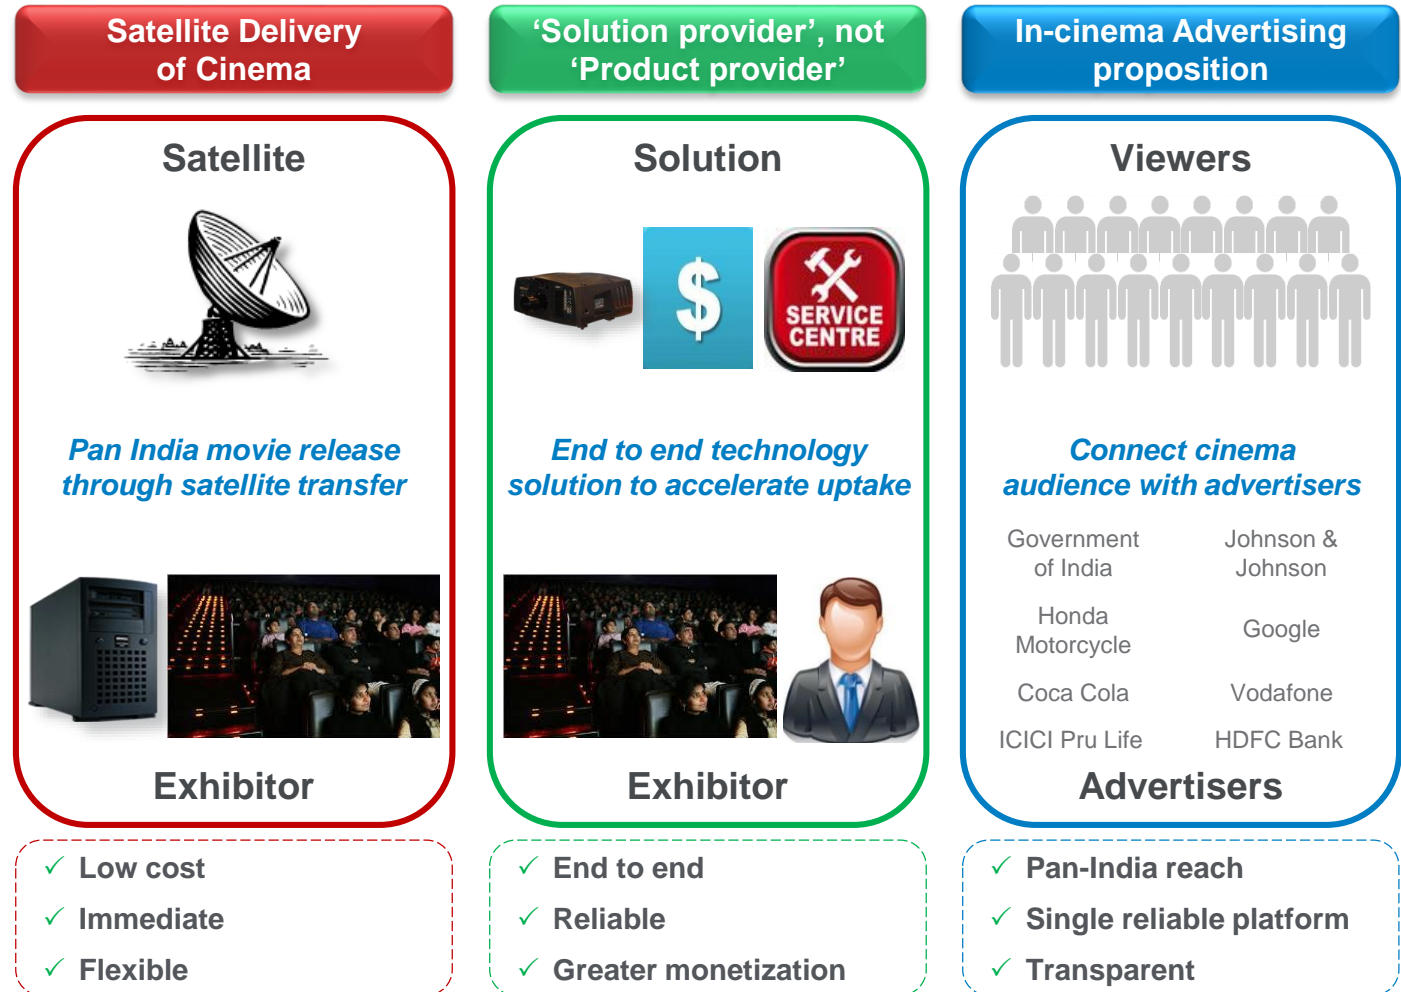 Satellite Delivery
of Cinema
Satellite
Pan India movie release
through satellite transfer
Exhibitor
✓ Low cost
✓ Immediate
✓ Flexible
‘Solution provider’, not
‘Product provider’
Solution
$
SERVICE
CENTRE
End to end technology
solution to accelerate uptake
Exhibitor
✓ End to end
✓ Reliable
✓ Greater monetization
In-cinema Advertising
proposition
Viewers
Connect cinema
audience with advertisers
Government
of India
Johnson &
Johnson
Honda
Motorcycle
Google
Coca Cola
Vodafone
ICICI Pru Life
HDFC Bank
Advertisers
✓ Pan-India reach
✓ Single reliable platform
✓ Transparent